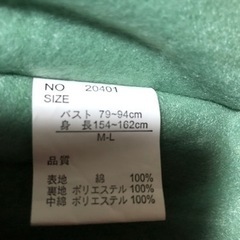 NO 20401
SIZE
バスト 79~94cm
身 長 154~162cm
M-L
品質
表地 綿 100%
裏地 ポリエステル 100%
中綿 ポリエステル 100%